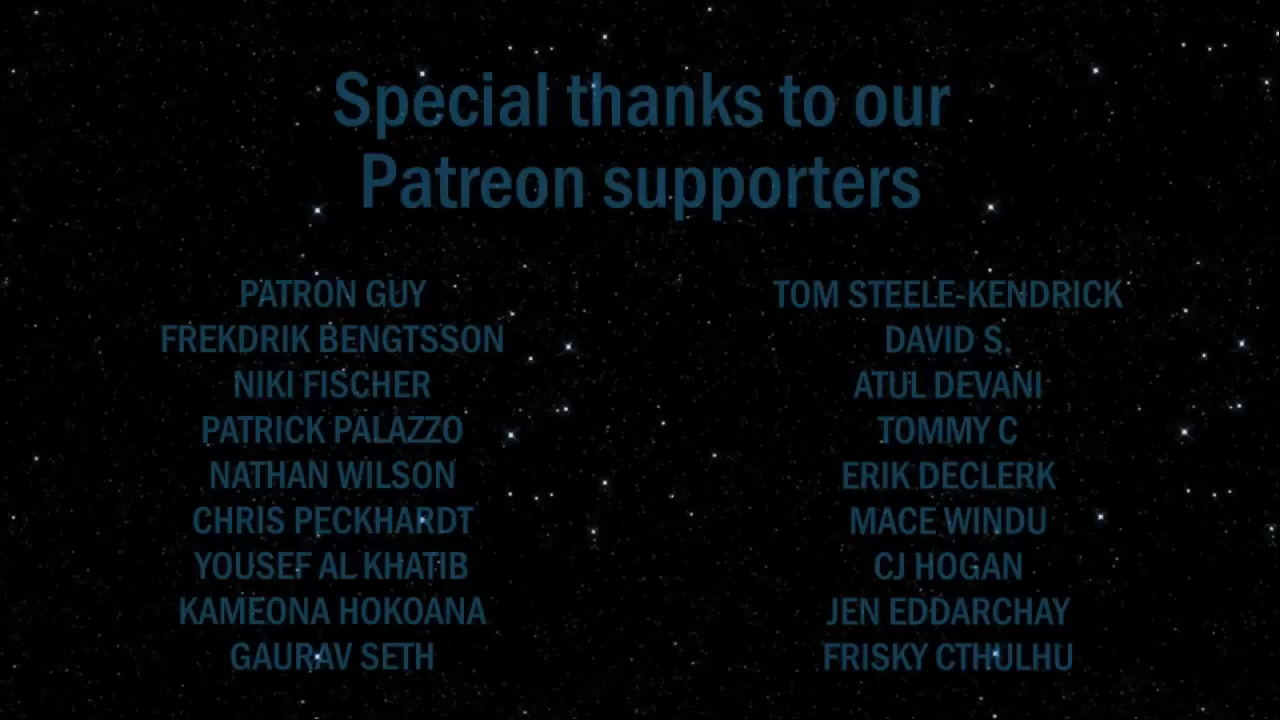 Special thanks to our
Patreon supporters
PATRON GUY
FREKDRIK BENGTSSON
NIKI FISCHER
PATRICK PALAZZO
NATHAN WILSON
CHRIS PECKHARDT
YOUSEF AL KHATIB
KAMEONA HOKOANA
GAURAV SETH
TOM STEELE-KENDRICK
DAVID S.
ATUL DEVANI
TOMMY C
ERIK DECLERK
MACE WINDU
CJ HOGAN
JEN EDDARCHAY
FRISKY CTHULHU